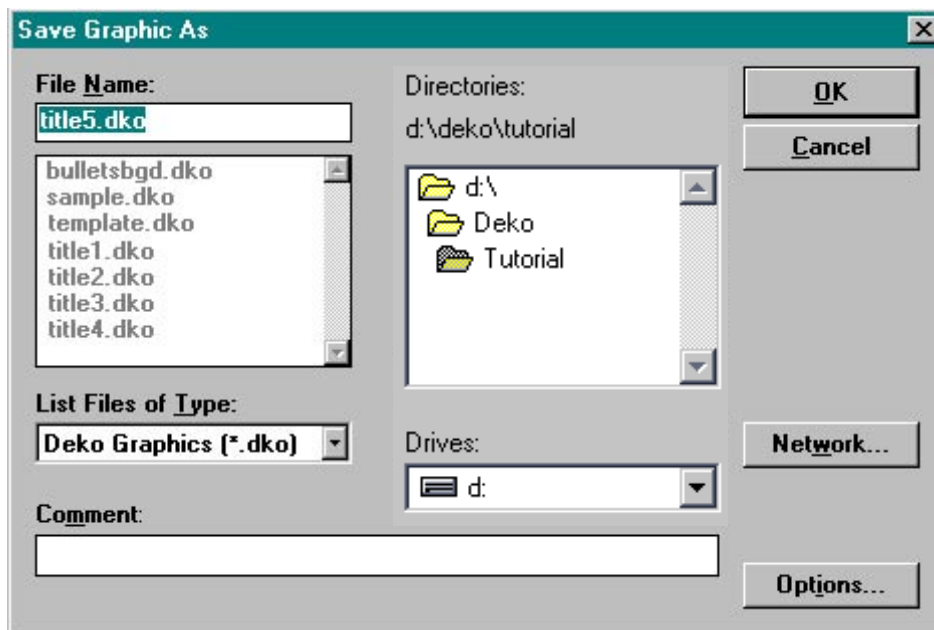 Save Graphic As
File Name:
title5.dko
bulletsbgd.dko
sample.dko
template.dko
title1.dko
title2.dko
title3.dko
title4.dko
List Files of Type:
Deko Graphics (*.dko)
Comment:
Directories:
d:\deko\tutorial
d:\
Deko
Tutorial
Drives:
d:
OK
Cancel
Network...
Options...